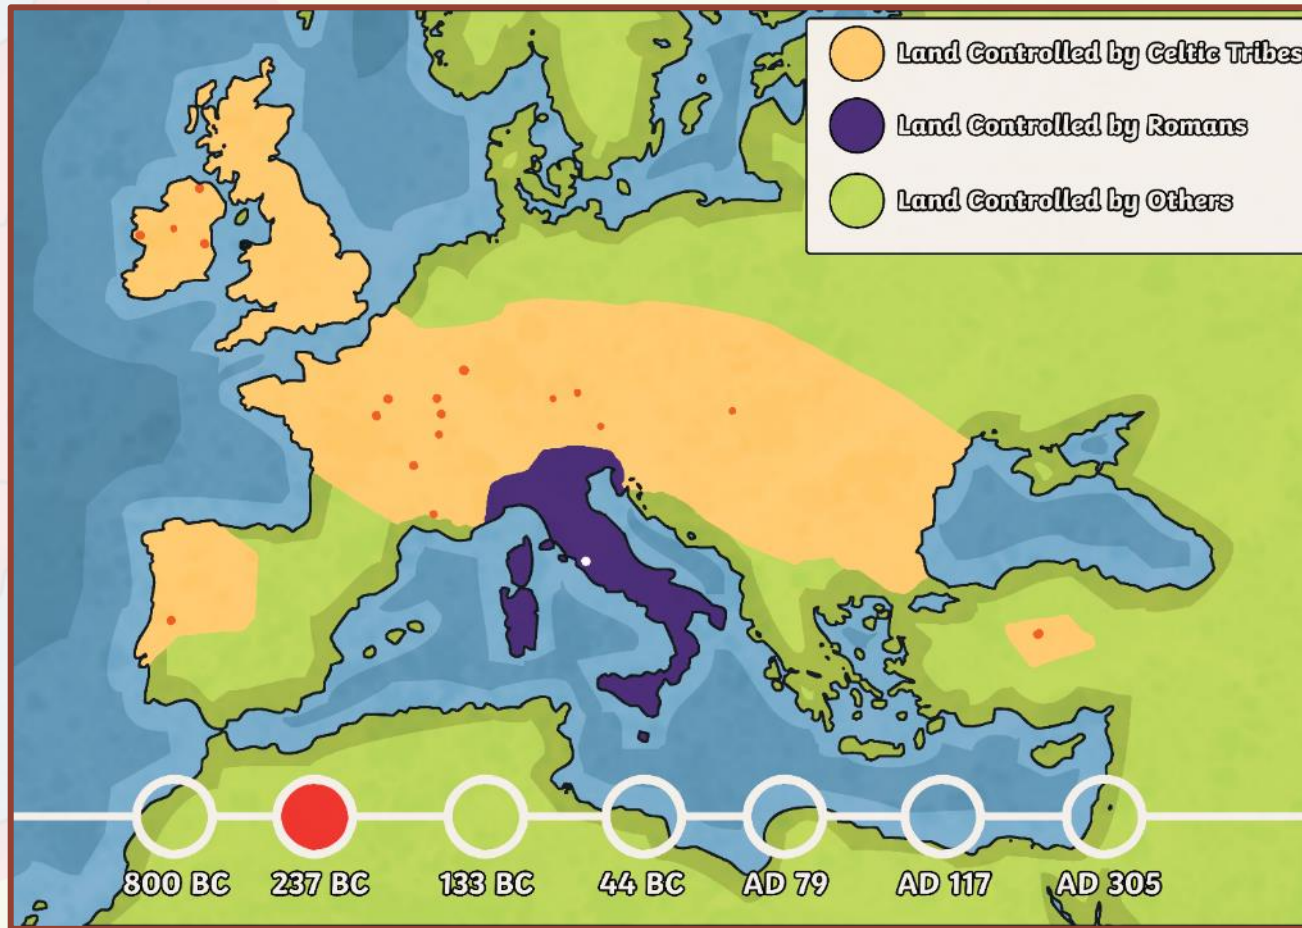 Land Controlled by Celtic Tribes
Land Controlled by Romans
Land Controlled by Others
800 BC 237 BC 133 BC 44 BC AD 79 AD 117 AD 305